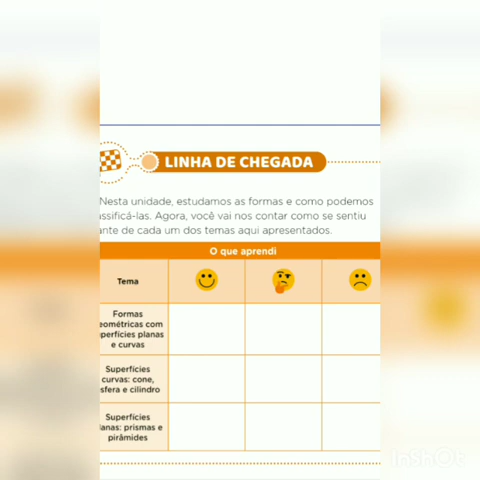 LINHA DE CHEGADA
Nesta unidade, estudamos as formas e como podemos
assificá-las. Agora, você vai nos contar como se sentiu
ante de cada um dos temas aqui apresentados.
O que aprendi
Tema
Formas
eométricas com
perfícies planas
e curvas
Superfícies
curvas: cone,
sfera e cilindro
Superfícies
lanas: prismas e
pirâmides
InShOt